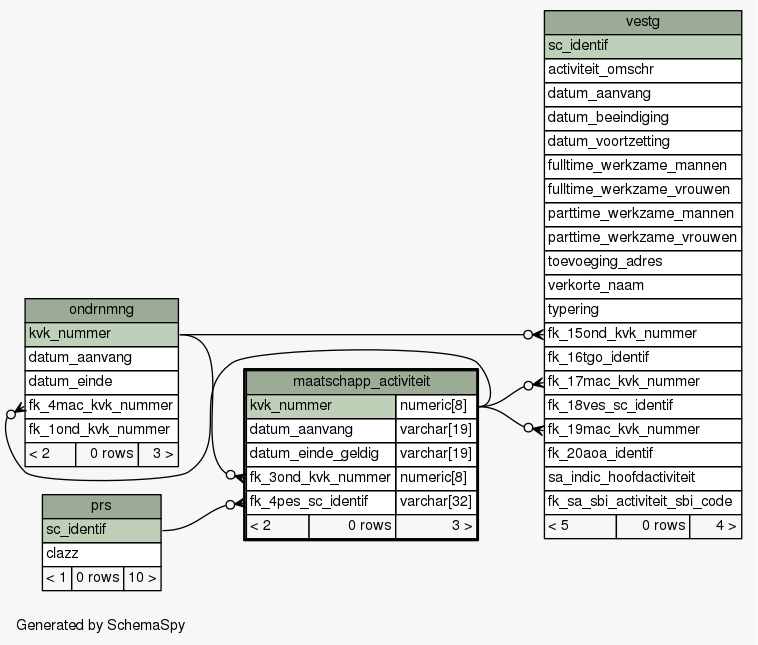 vestg
sc_identif
activiteit_omschr
datum_aanvang
datum_beeindiging
datum_voortzetting
fulltime_werkzame_mannen
fulltime_werkzame_vrouwen
parttime_werkzame_mannen
parttime_werkzame_vrouwen
toevoeging_adres
verkorte_naam
typering
fk_15ond_kvk_nummer
fk_16tgo_identif
fk_17mac_kvk_nummer
fk_18ves_sc_identif
fk_19mac_kvk_nummer
fk_20aoa_identif
sa_indic_hoofdactiviteit
fk_sa_sbi_activiteit_sbi_code
< 5 0 rows 4 >
ondrnmng
kvk_nummer
datum_aanvang
datum_einde
fk_4mac_kvk_nummer
fk_1ond_kvk_nummer
< 2 0 rows 3 >
maatschapp_activiteit
kvk_nummer numeric[8]
datum_aanvang varchar[19]
datum_einde_geldig varchar[19]
fk_3ond_kvk_nummer numeric[8]
fk_4pes_sc_identif varchar[32]
< 2 0 rows 3 >
prs
sc_identif
clazz
< 1 0 rows 10 >
Generated by SchemaSpy